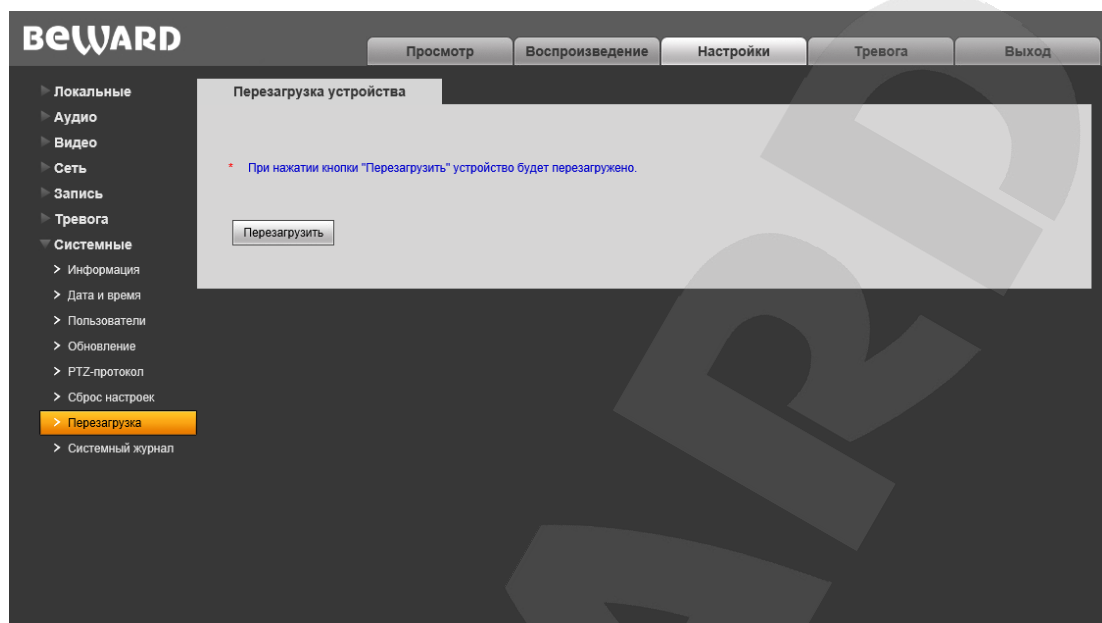 BEWARD
Просмотр
Воспроизведение
Настройки
Тревога
Выход
Локальные
Аудио
Видео
Сеть
Запись
Тревога
Системные
> Информация
> Дата и время
> Пользователи
> Обновление
> PTZ-протокол
> Сброс настроек
> Перезагрузка
> Системный журнал
Перезагрузка устройства
* При нажатии кнопки "Перезагрузить" устройство будет перезагружено.
Перезагрузить
ARD